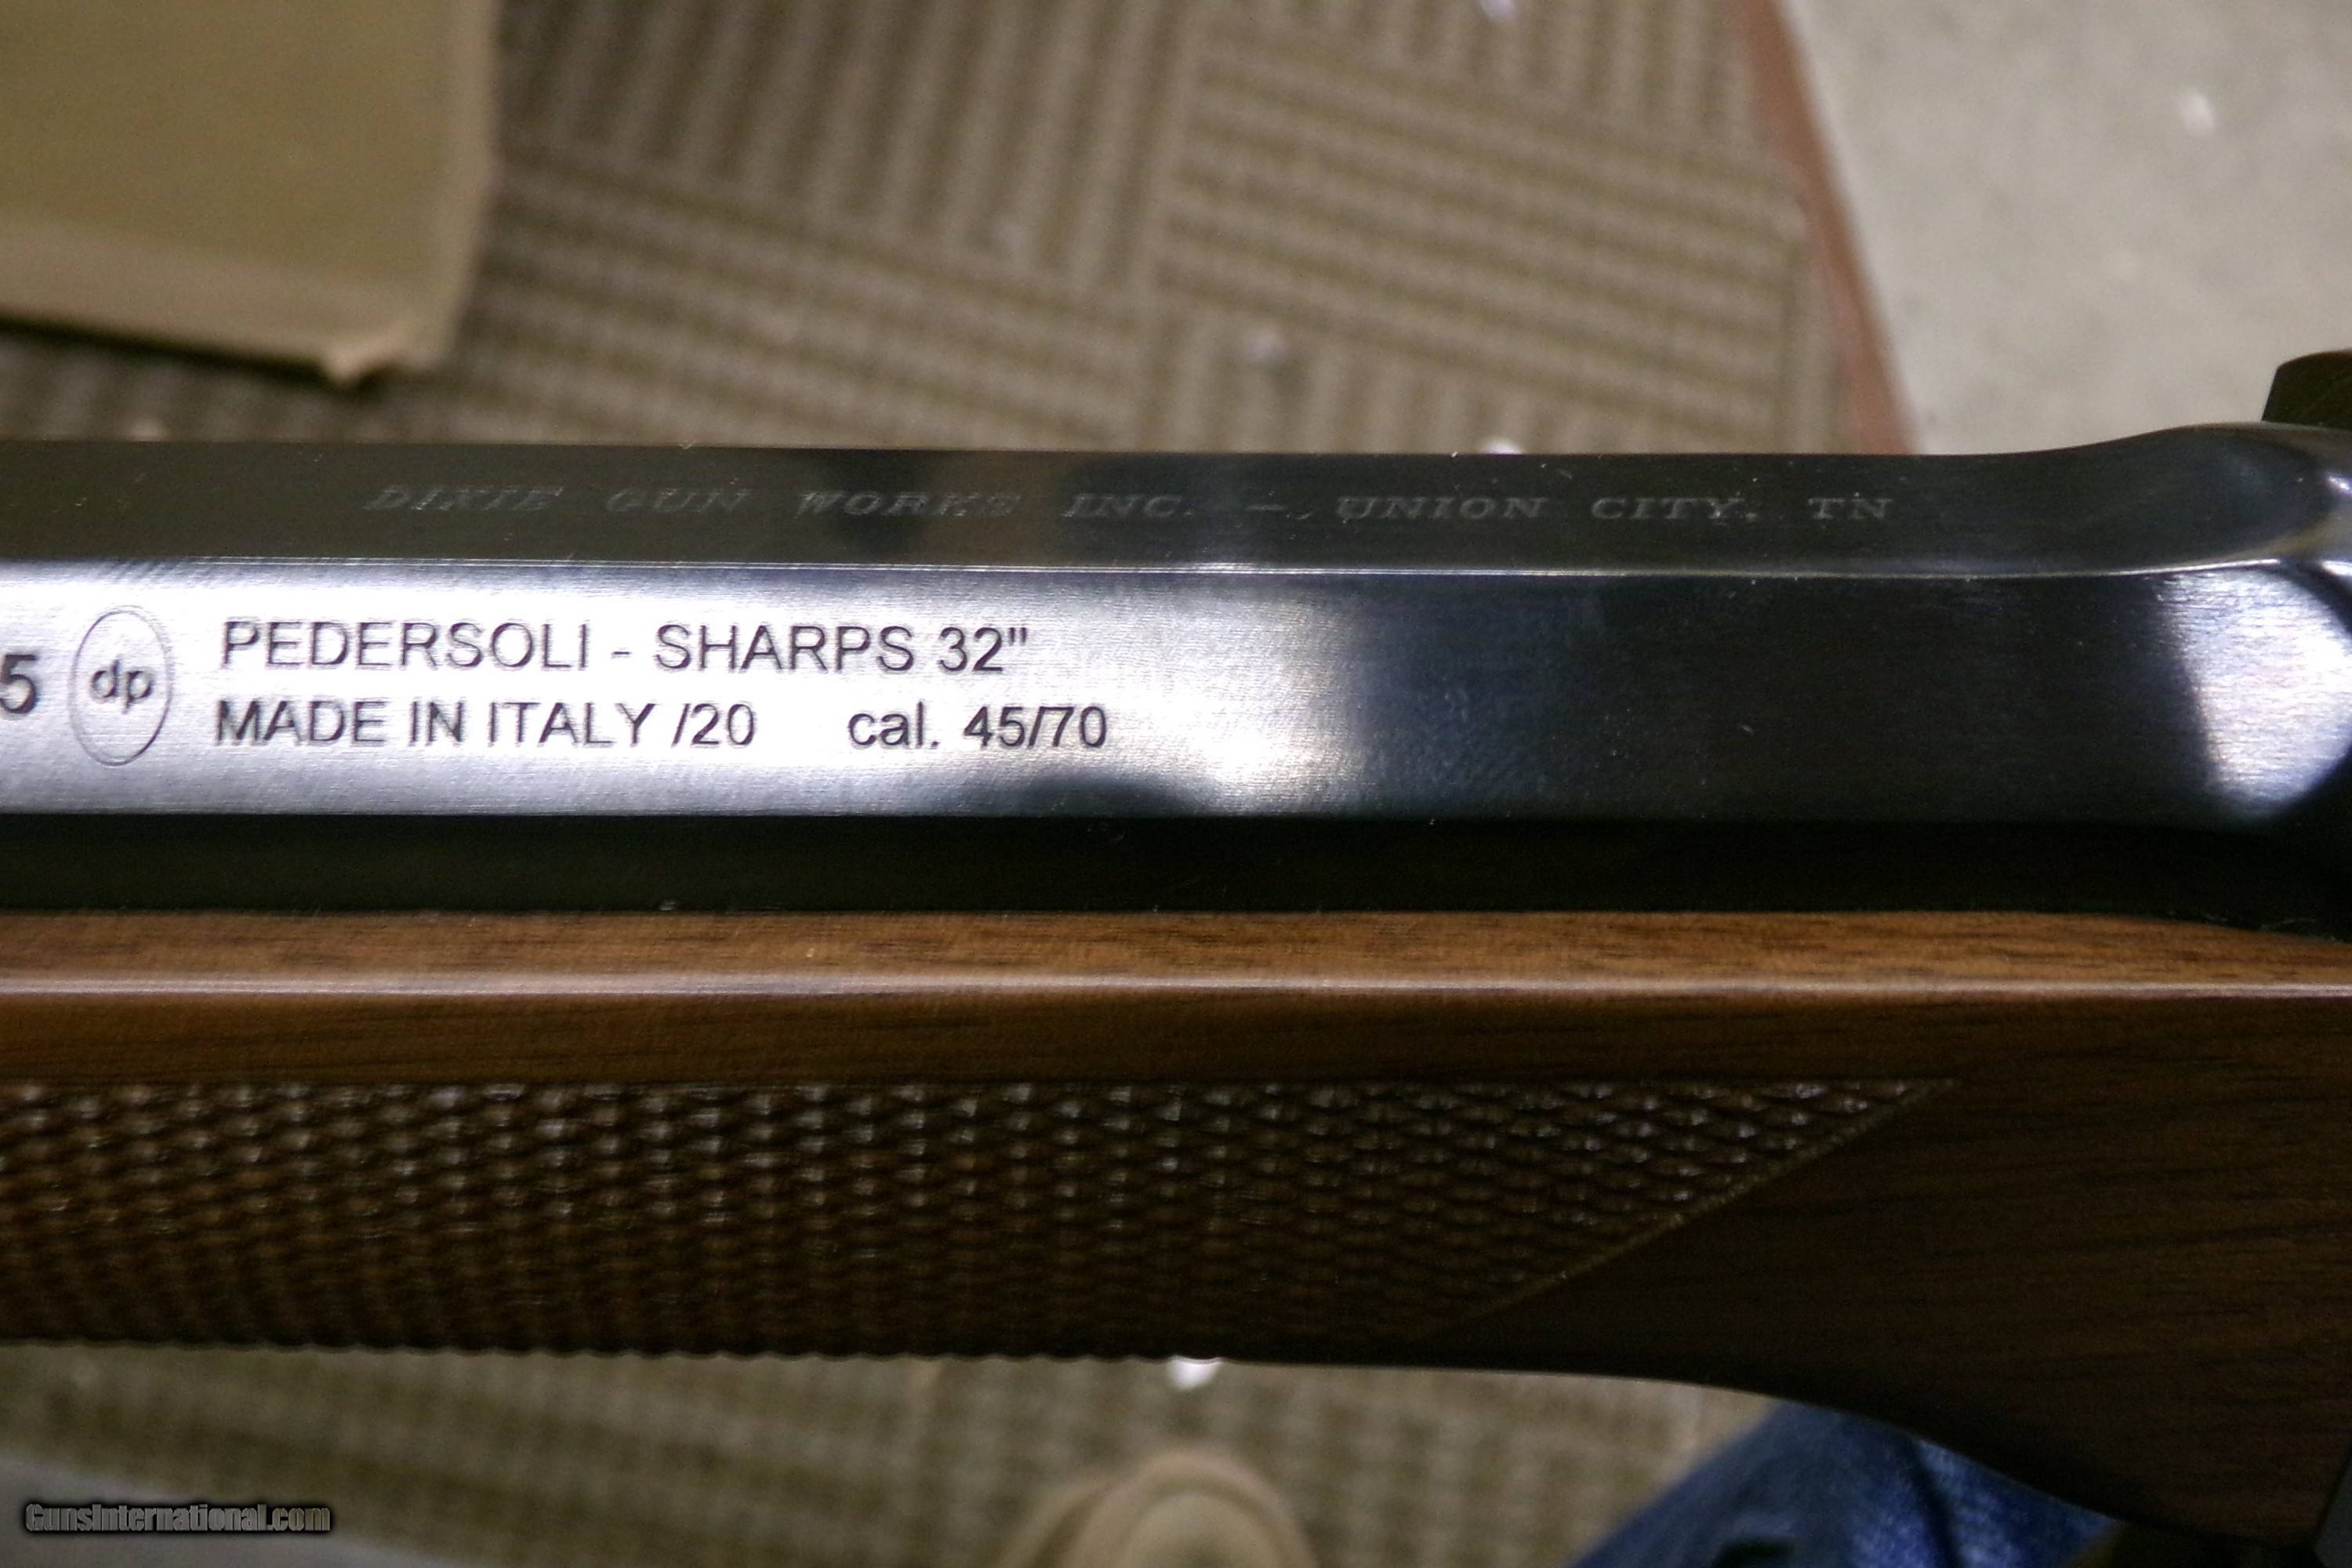 DIXIE GUN WORKS INC. - UNION CITY, TN
5 dp PEDERSOLI - SHARPS 32"
MADE IN ITALY /20 cal. 45/70
GunsInternational.com